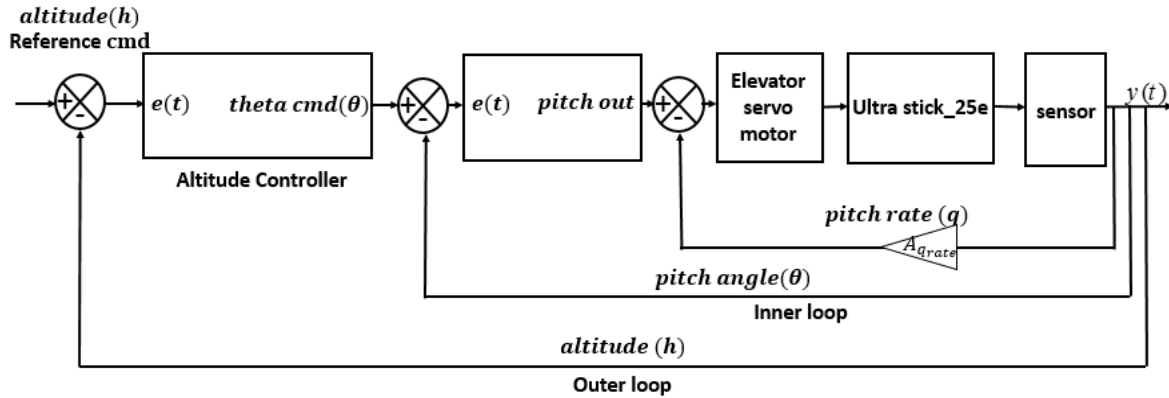 altitude(h)
Reference cmd
+
-
e(t)
theta cmd(θ)
Altitude Controller
+
-
e(t)
pitch out
+
-
Elevator
servo
motor
Ultra stick_25e
sensor
y(t)
pitch rate (q)
A_{q_{rate}}
pitch angle(θ)
Inner loop
altitude (h)
Outer loop